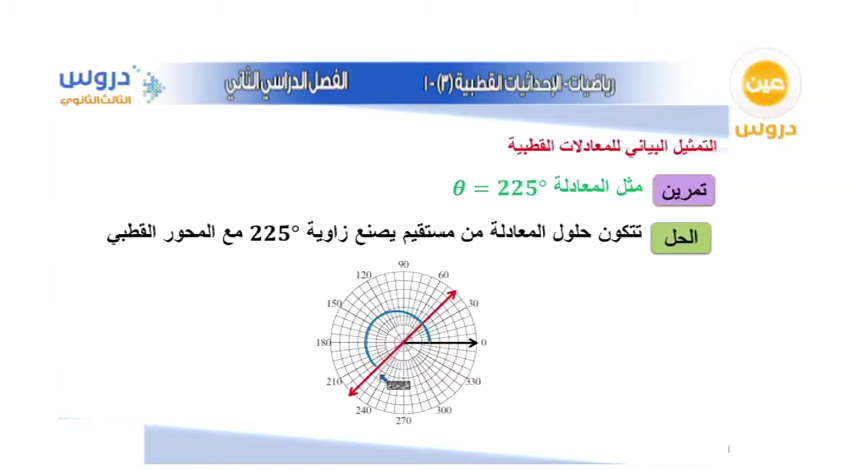 عين
دروس
رياضيات- الإحداثيات القطبية (٣) - ١
الفصل الدراسي الثاني
دروس
الثالث الثانوي
التمثيل البياني للمعادلات القطبية
تمرين
مثل المعادلة θ = 225°
الحل
تتكون حلول المعادلة من مستقيم يصنع زاوية 225° مع المحور القطبي
90
120
60
150
30
180
0
210
330
240
300
270